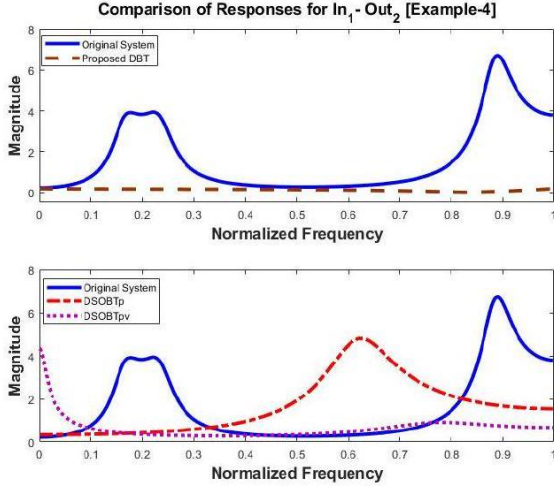 Comparison of Responses for In1- Out2 [Example-4]
8
Original System
Proposed DBT
6
4
2
0
Magnitude
0 0.1 0.2 0.3 0.4 0.5 0.6 0.7 0.8 0.9 1
Normalized Frequency
8
Original System
DSOBTp
DSOBTpv
6
4
2
0
Magnitude
0 0.1 0.2 0.3 0.4 0.5 0.6 0.7 0.8 0.9 1
Normalized Frequency